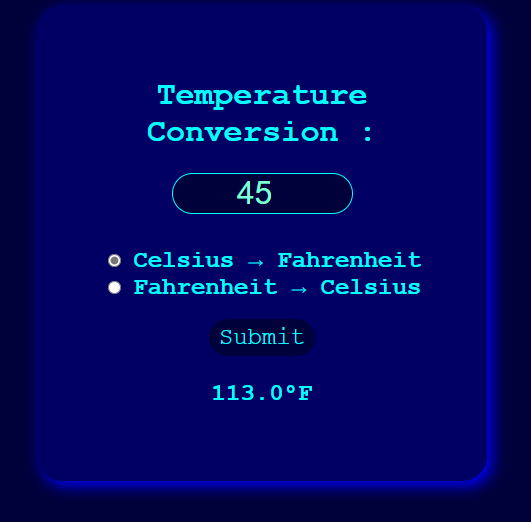 Temperature
Conversion :
45
Celsius → Fahrenheit
Fahrenheit → Celsius
Submit
113.0°F